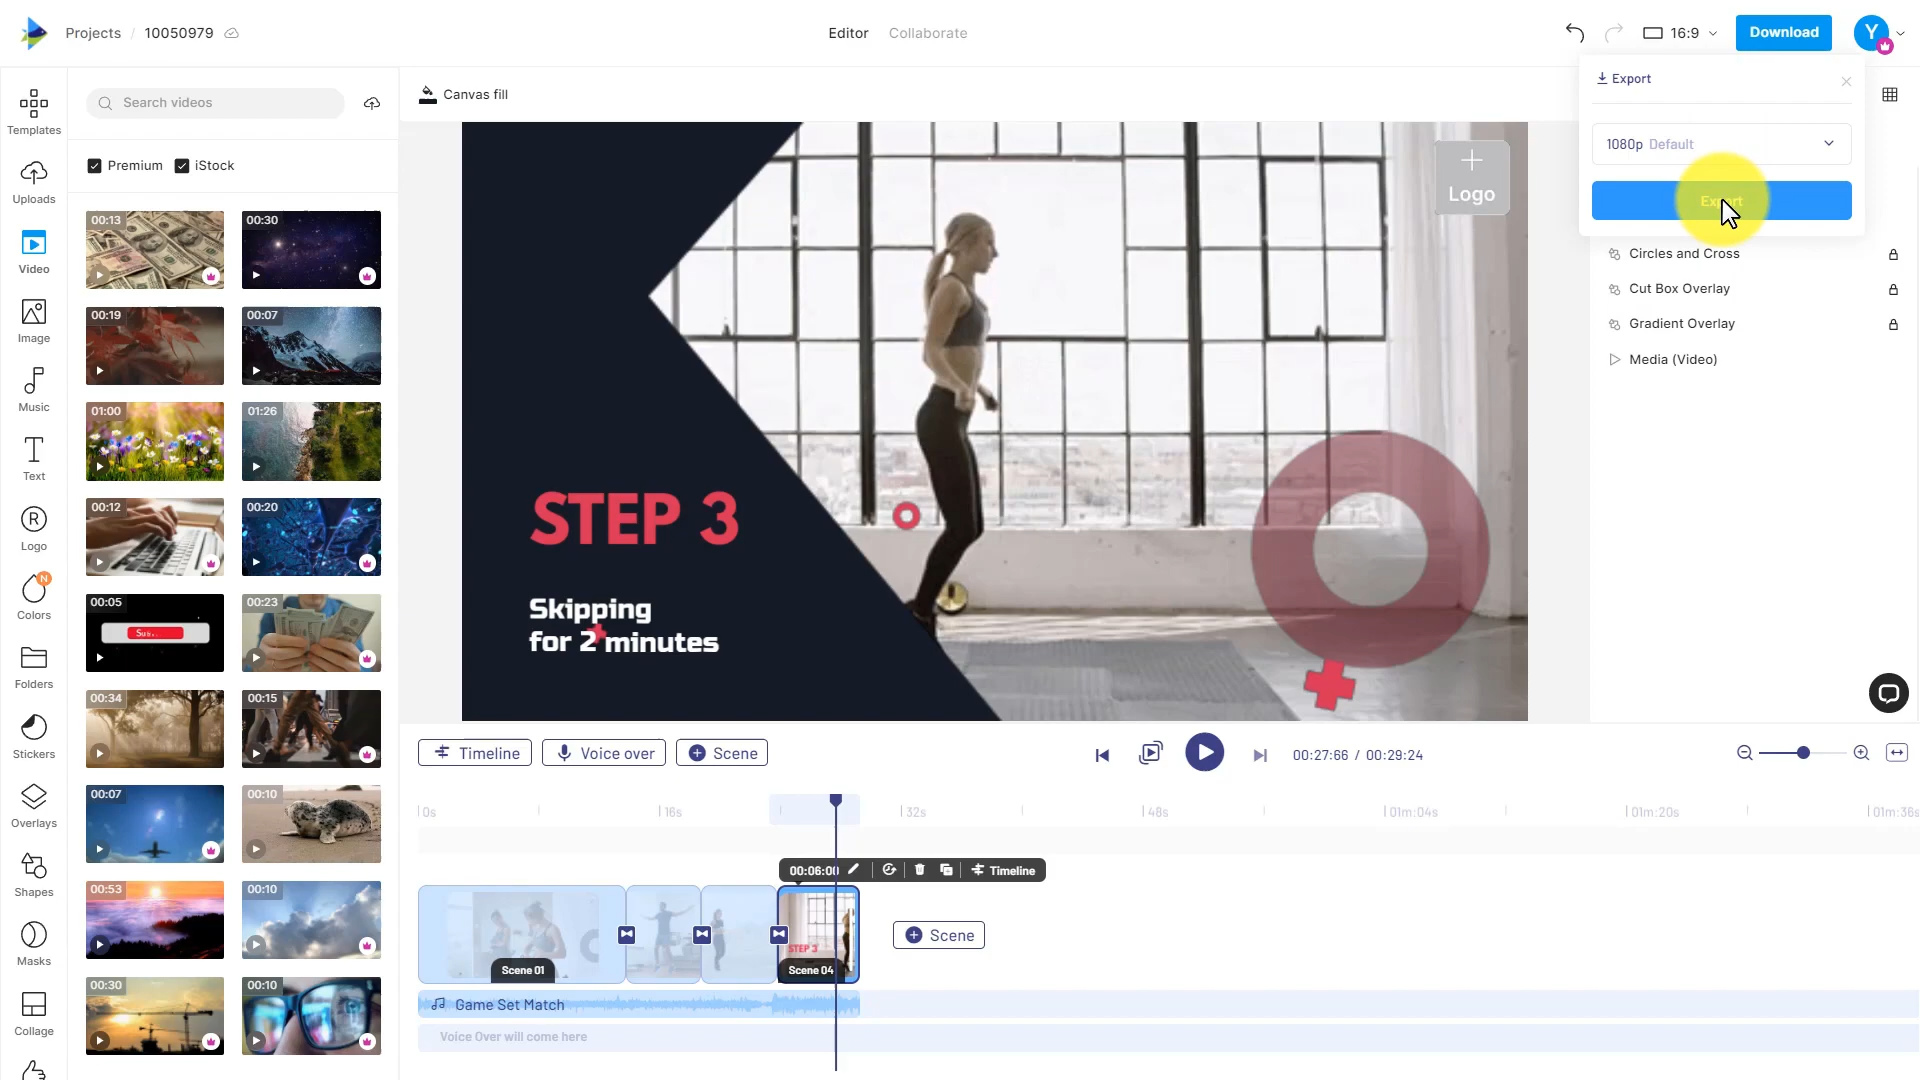 Projects / 10050979
Editor
Collaborate
16:9
Download
Y
Templates
Uploads
Video
Image
Music
Text
R
Logo
N
Colors
Folders
Stickers
Overlays
Shapes
Masks
Collage
Search videos
Premium
iStock
00:13
00:30
00:19
00:07
01:00
01:26
00:12
00:20
00:05
00:23
00:34
00:15
00:07
00:10
00:53
00:10
00:30
00:10
Canvas fill
Logo
STEP 3
Skipping
for 2 minutes
Export
1080p Default
Export
Circles and Cross
Cut Box Overlay
Gradient Overlay
Media (Video)
Timeline
Voice over
Scene
00:27:66 / 00:29:24
0s
16s
32s
48s
01m:04s
01m:20s
01m:36s
00:06:00
Timeline
Scene 01
STEP 3
Scene 04
Scene
Game Set Match
Voice Over will come here